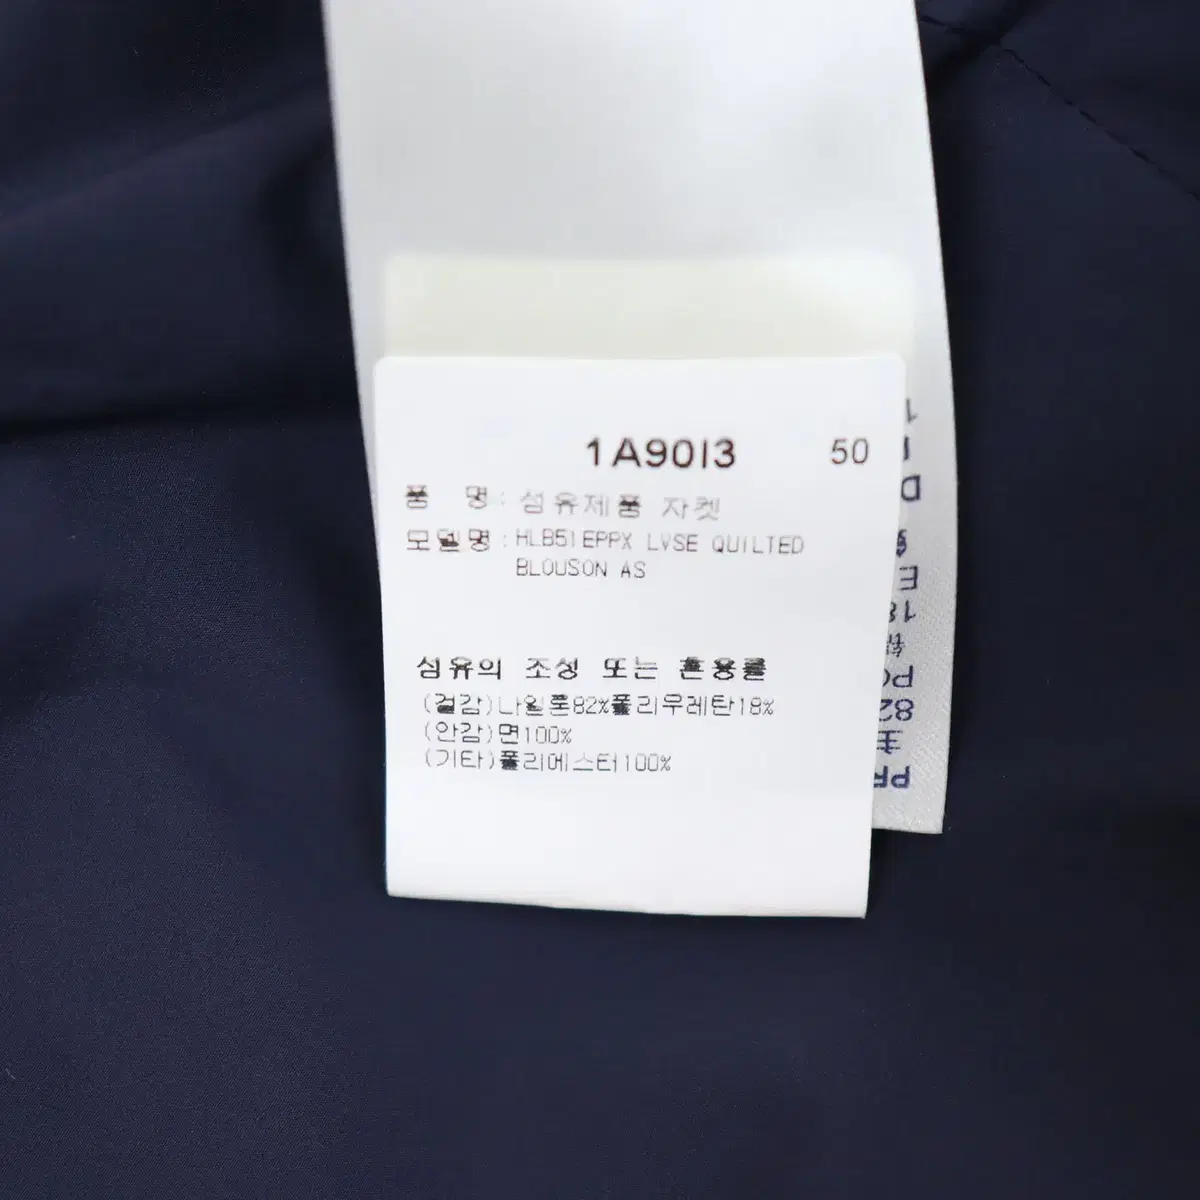 1A90I3 50
품 명 : 섬유제품 자켓
모델명 : HLB51EPPX LVSE QUILTED
BLOUSON AS
섬유의 조성 또는 혼용률
(겉감)나일론82%폴리우레탄18%
(안감)면100%
(기타)폴리에스터100%